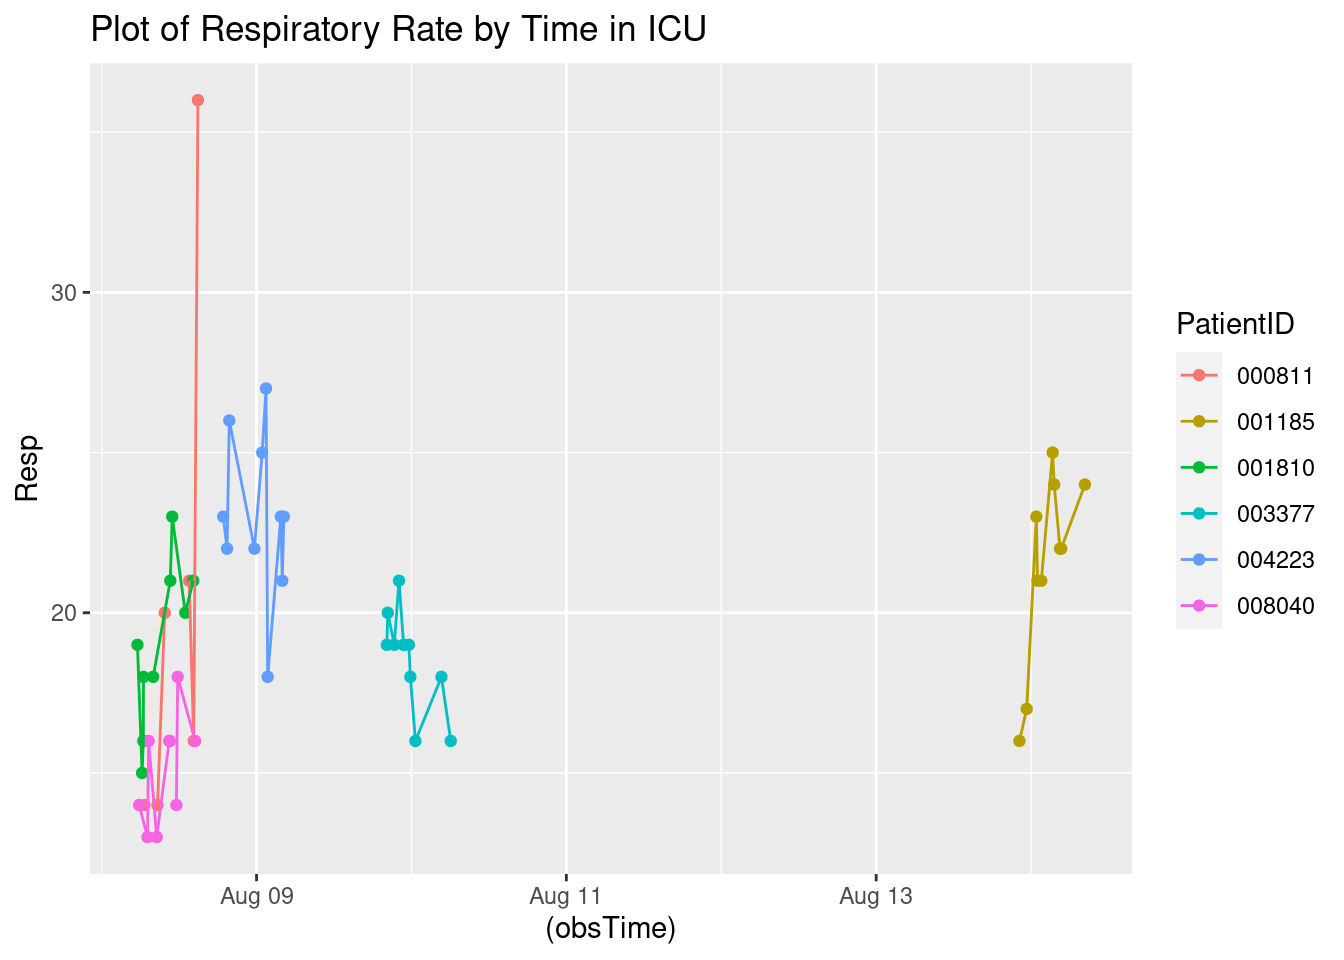 Plot of Respiratory Rate by Time in ICU
30
20
Resp
Aug 09
Aug 11
Aug 13
(obsTime)
PatientID
000811
001185
001810
003377
004223
008040